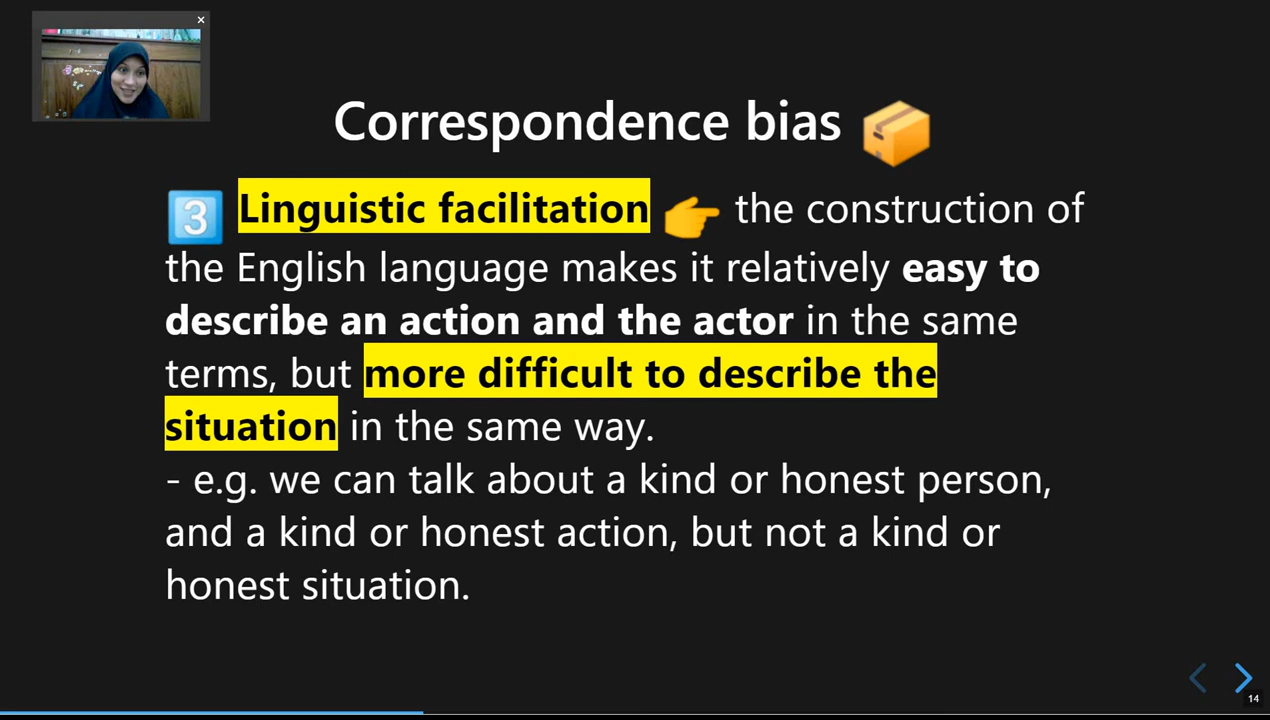 Correspondence bias 📦
3️⃣ Linguistic facilitation 👉 the construction of
the English language makes it relatively easy to
describe an action and the actor in the same
terms, but more difficult to describe the
situation in the same way.
- e.g. we can talk about a kind or honest person,
and a kind or honest action, but not a kind or
honest situation.
14